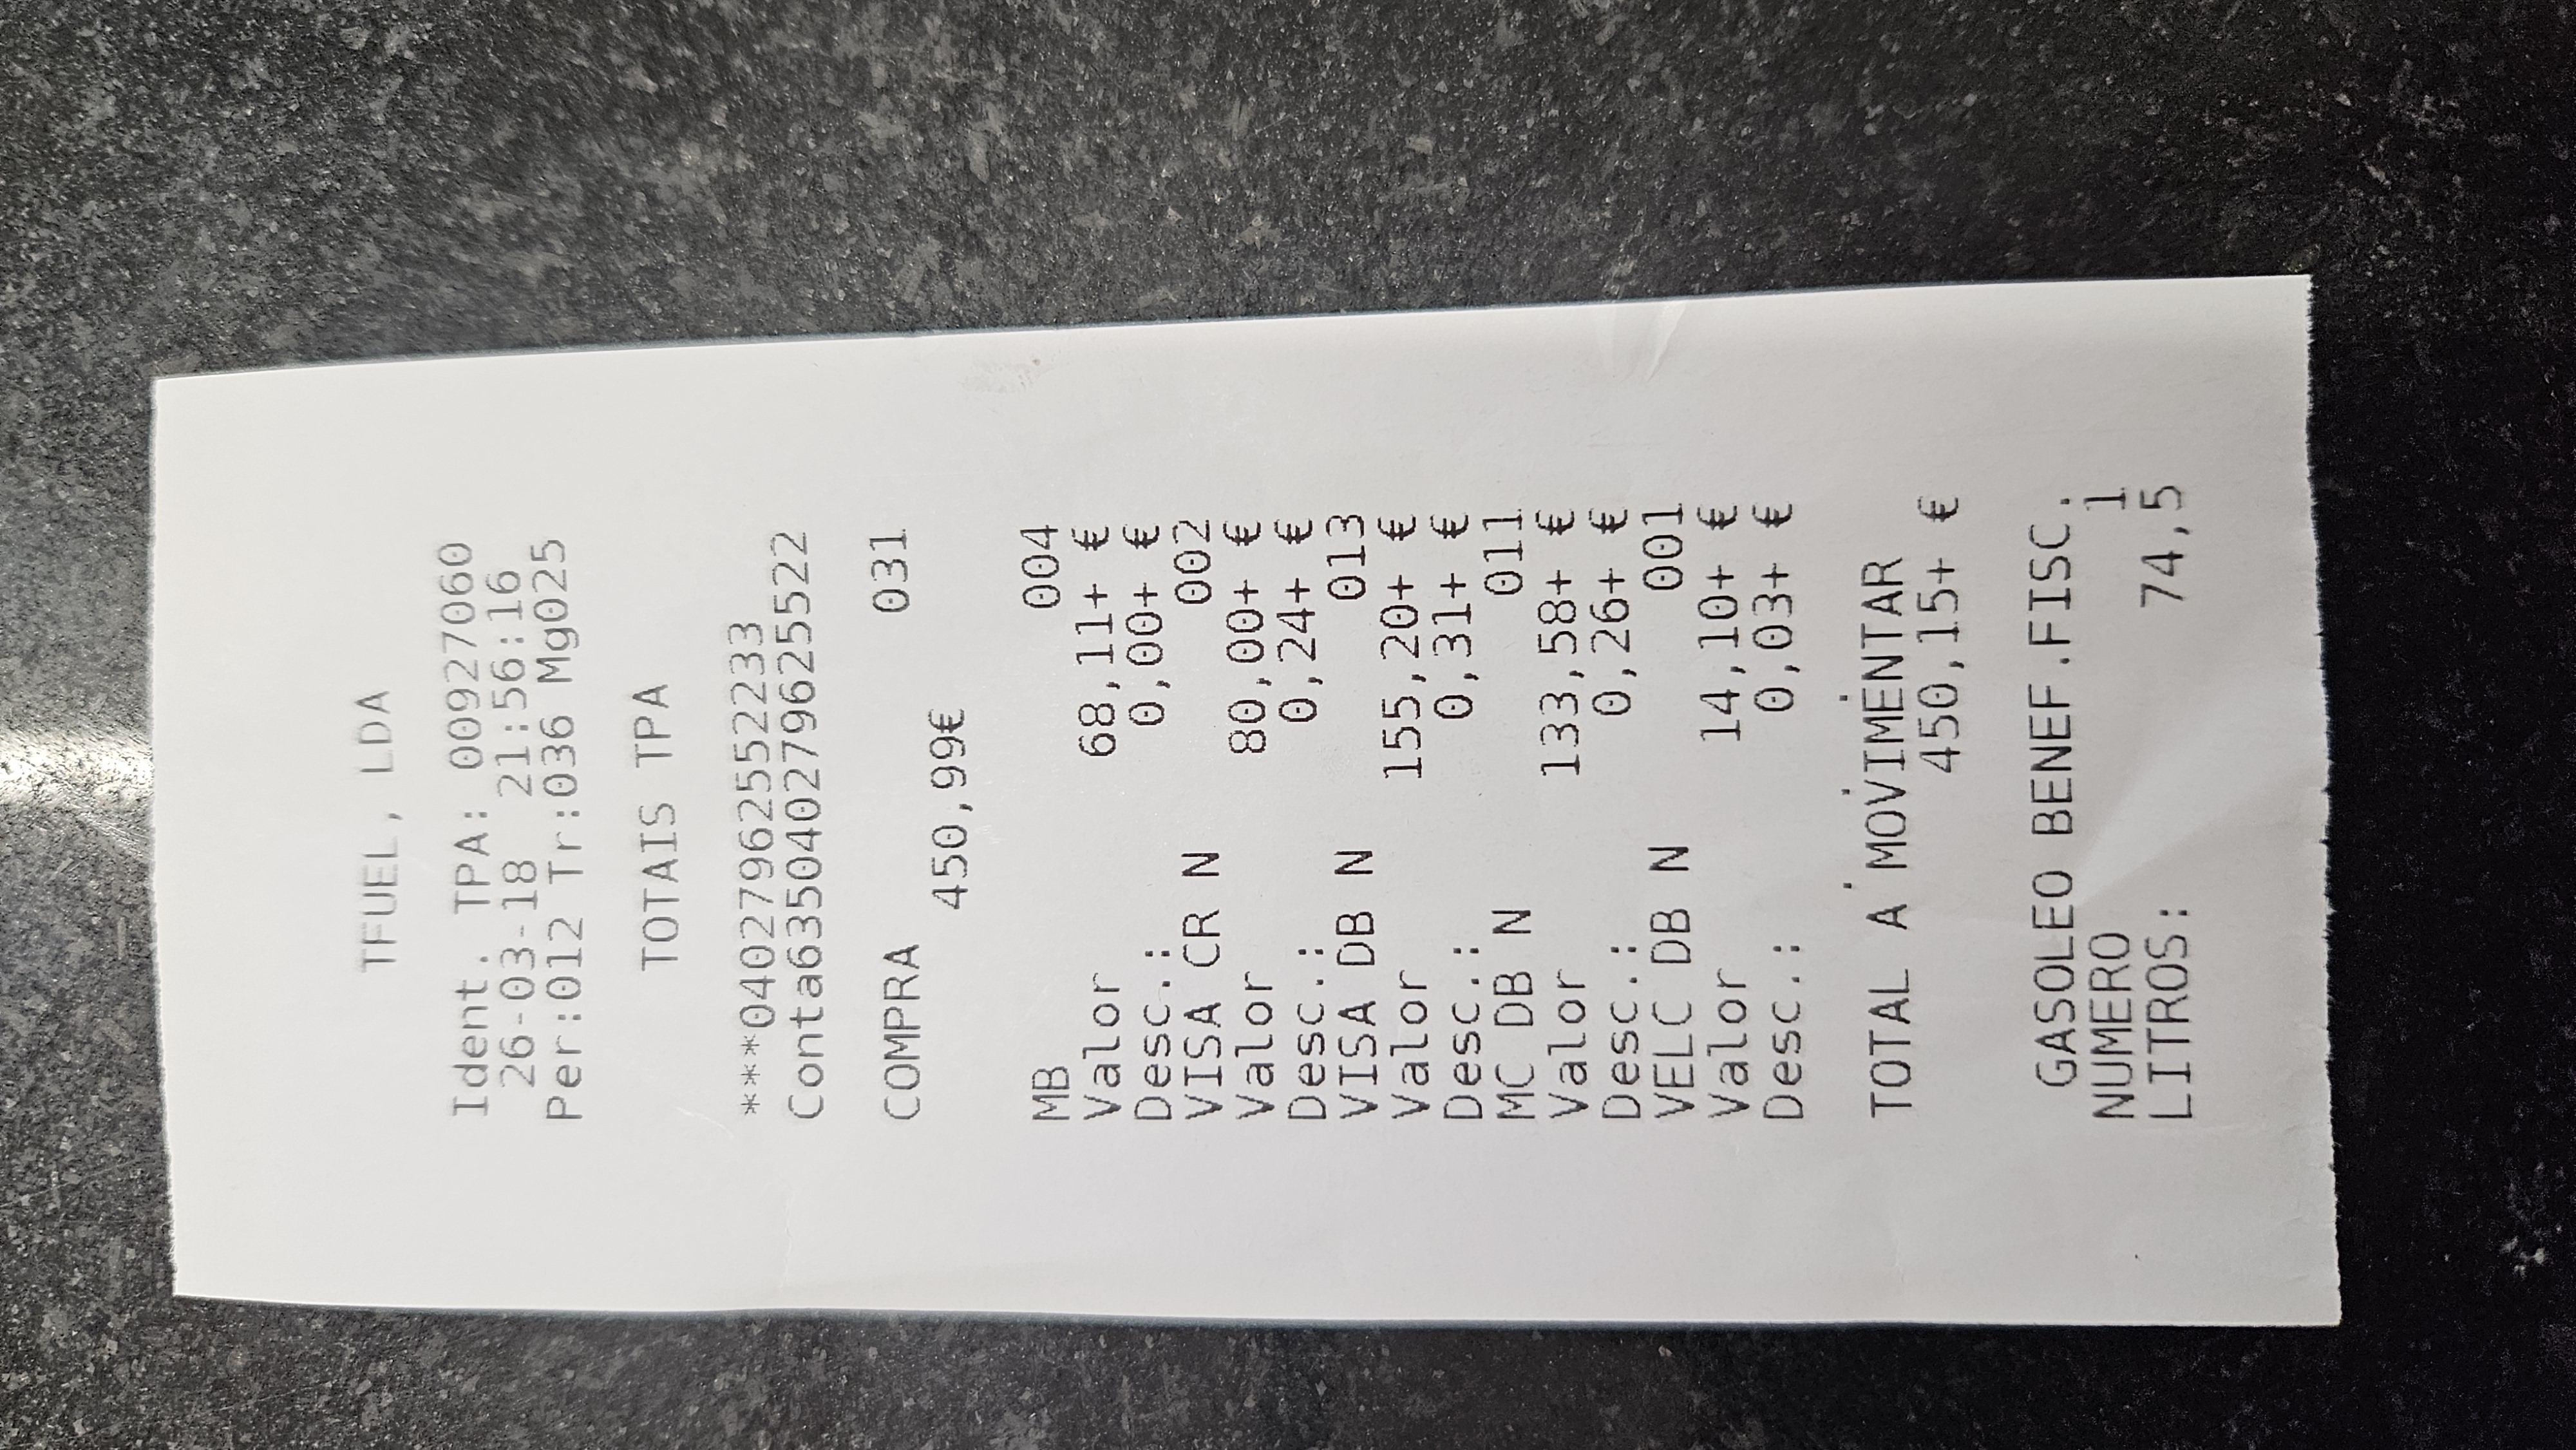 TFUEL, LDA
Ident. TPA: 00927060
26-03-18 21:56:16
Per:012 Tr:036 Mg025
TOTAIS TPA
***0402796255 2233
Conta63504027962 5522
COMPRA 031
450,99€
MB 004
Valor 68,11+ €
Desc.: 0,00+ €
VISA CR N 002
Valor 80,00+ €
Desc.: 0,24+ €
VISA DB N 013
Valor 155,20+ €
Desc.: 0,31+ €
MC DB N 011
Valor 133,58+ €
Desc.: 0,26+ €
VELC DB N 001
Valor 14,10+ €
Desc.: 0,03+ €
TOTAL A MOVIMENTAR
450,15+ €
GASOLEO BENEF.FISC.
NUMERO 1
LITROS: 74,5